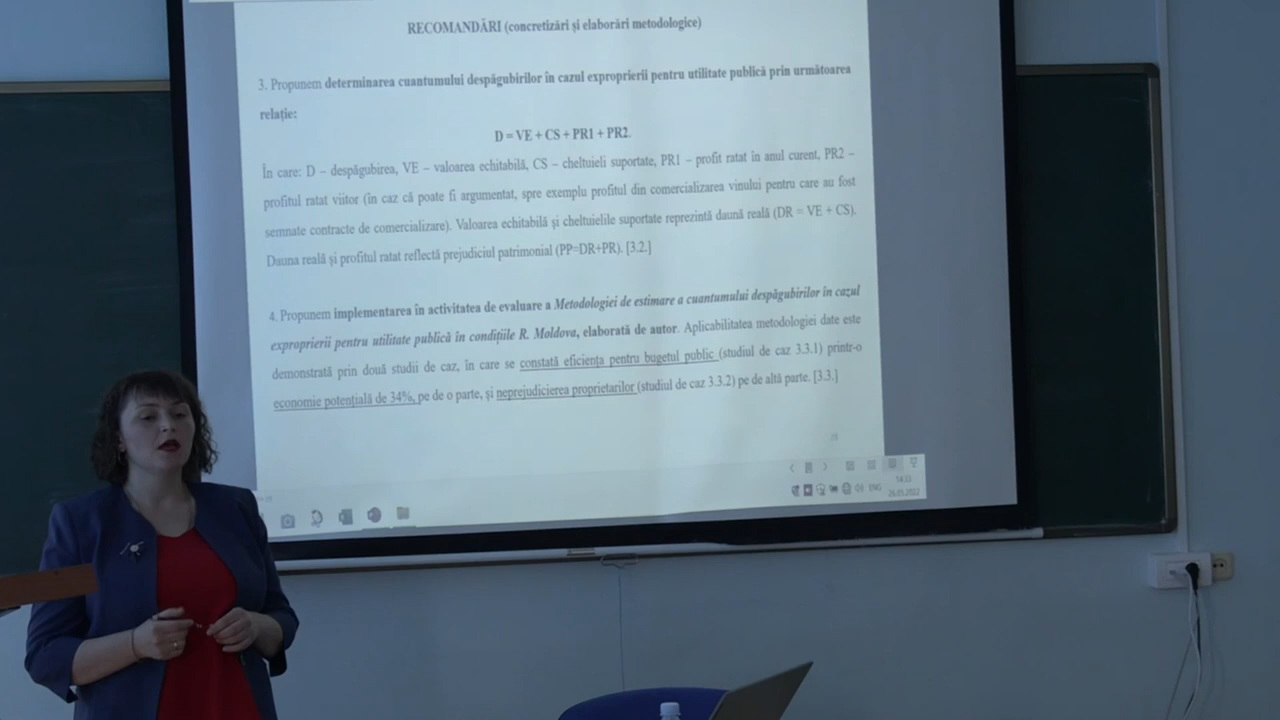 RECOMANDĂRI (concretizări și elaborări metodologice)
3. Propunem determinarea cuantumului despăgubirilor în cazul exproprierii pentru utilitate publică prin următoarea
relație:
D = VE + CS + PR1 + PR2.
În care: D – despăgubirea, VE – valoarea echitabilă, CS – cheltuieli suportate, PR1 – profit ratat în anul curent, PR2 –
profitul ratat viitor (în caz că poate fi argumentat, spre exemplu profitul din comercializarea vinului pentru care au fost
semnate contracte de comercializare). Valoarea echitabilă și cheltuielile suportate reprezintă daună reală (DR = VE + CS).
Dauna reală și profitul ratat reflectă prejudiciul patrimonial (PP=DR+PR). [3.2.]
4. Propunem implementarea în activitatea de evaluare a Metodologiei de estimare a cuantumului despăgubirilor în cazul
exproprierii pentru utilitate publică în condițiile R. Moldova, elaborată de autor. Aplicabilitatea metodologiei date este
demonstrată prin două studii de caz, în care se constată eficiența pentru bugetul public (studiul de caz 3.3.1) printr-o
economie potențială de 34%, pe de o parte, și neprejudicierea proprietarilor (studiul de caz 3.3.2) pe de altă parte. [3.3.]
ENG
26.05.2022